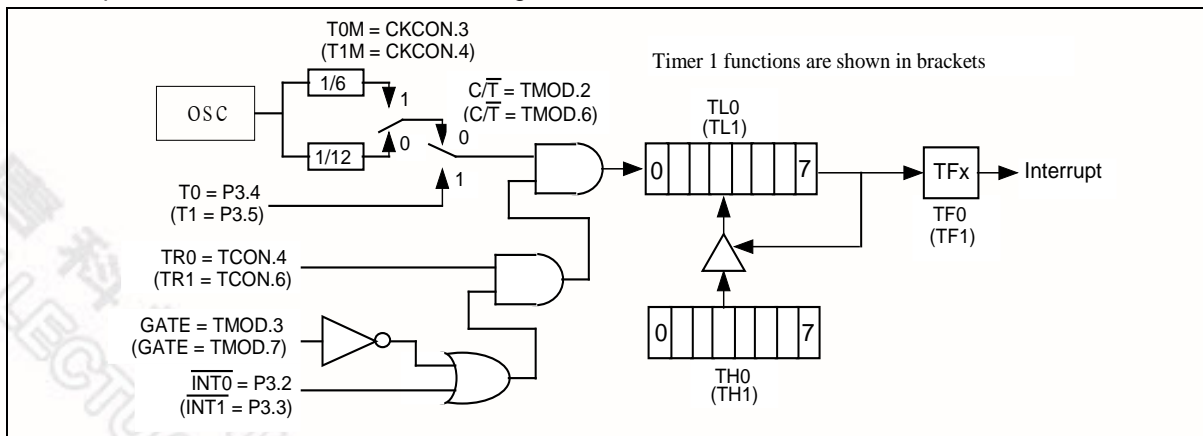 T0M = CKCON.3
(T1M = CKCON.4)
Timer 1 functions are shown in brackets
OSC
1/6
1/12
1
0
C/T̅ = TMOD.2
(C/T̅ = TMOD.6)
0
1
T0 = P3.4
(T1 = P3.5)
TL0
(TL1)
0
7
TFx
Interrupt
TF0
(TF1)
TR0 = TCON.4
(TR1 = TCON.6)
GATE = TMOD.3
(GATE = TMOD.7)
I̅N̅T̅0̅ = P3.2
(I̅N̅T̅1̅ = P3.3)
0
7
TH0
(TH1)
科